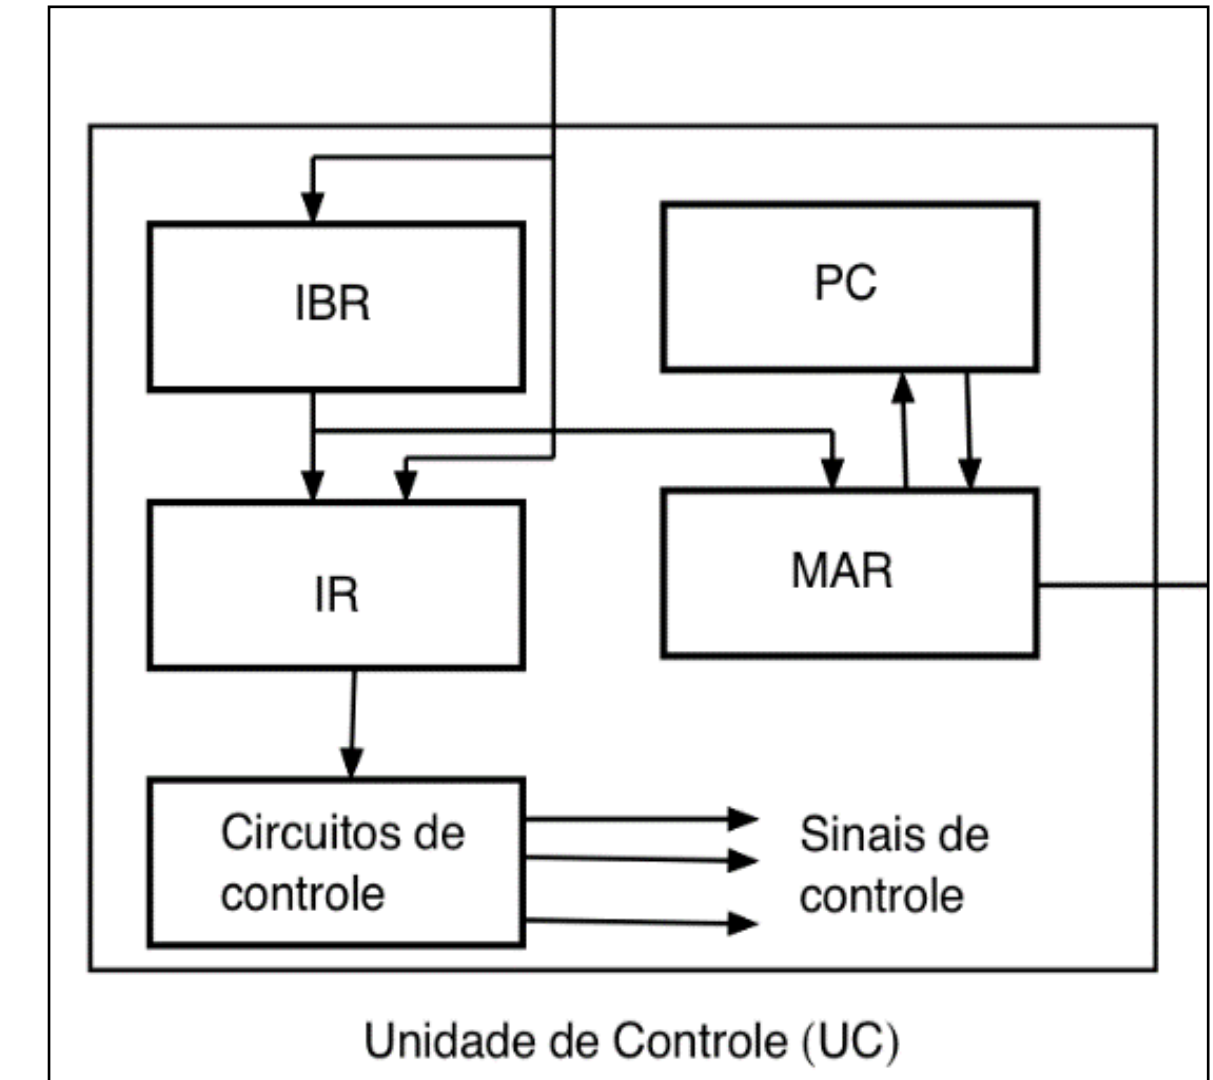 IBR
PC
IR
MAR
Circuitos de
controle
Sinais de
controle
Unidade de Controle (UC)